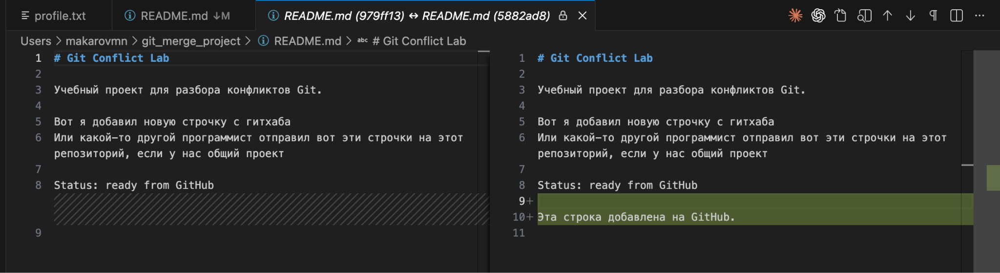 profile.txt
README.md ↓M
README.md (979ff13) ↔ README.md (5882ad8)
Users > makarovmn > git_merge_project > README.md > abc # Git Conflict Lab
1 # Git Conflict Lab
2
3 Учебный проект для разбора конфликтов Git.
4
5 Вот я добавил новую строчку с гитхаба
6 Или какой-то другой программист отправил вот эти строчки на этот
репозиторий, если у нас общий проект
7
8 Status: ready from GitHub
9
1 # Git Conflict Lab
2
3 Учебный проект для разбора конфликтов Git.
4
5 Вот я добавил новую строчку с гитхаба
6 Или какой-то другой программист отправил вот эти строчки на этот
репозиторий, если у нас общий проект
7
8 Status: ready from GitHub
9+
10+ Эта строка добавлена на GitHub.
11